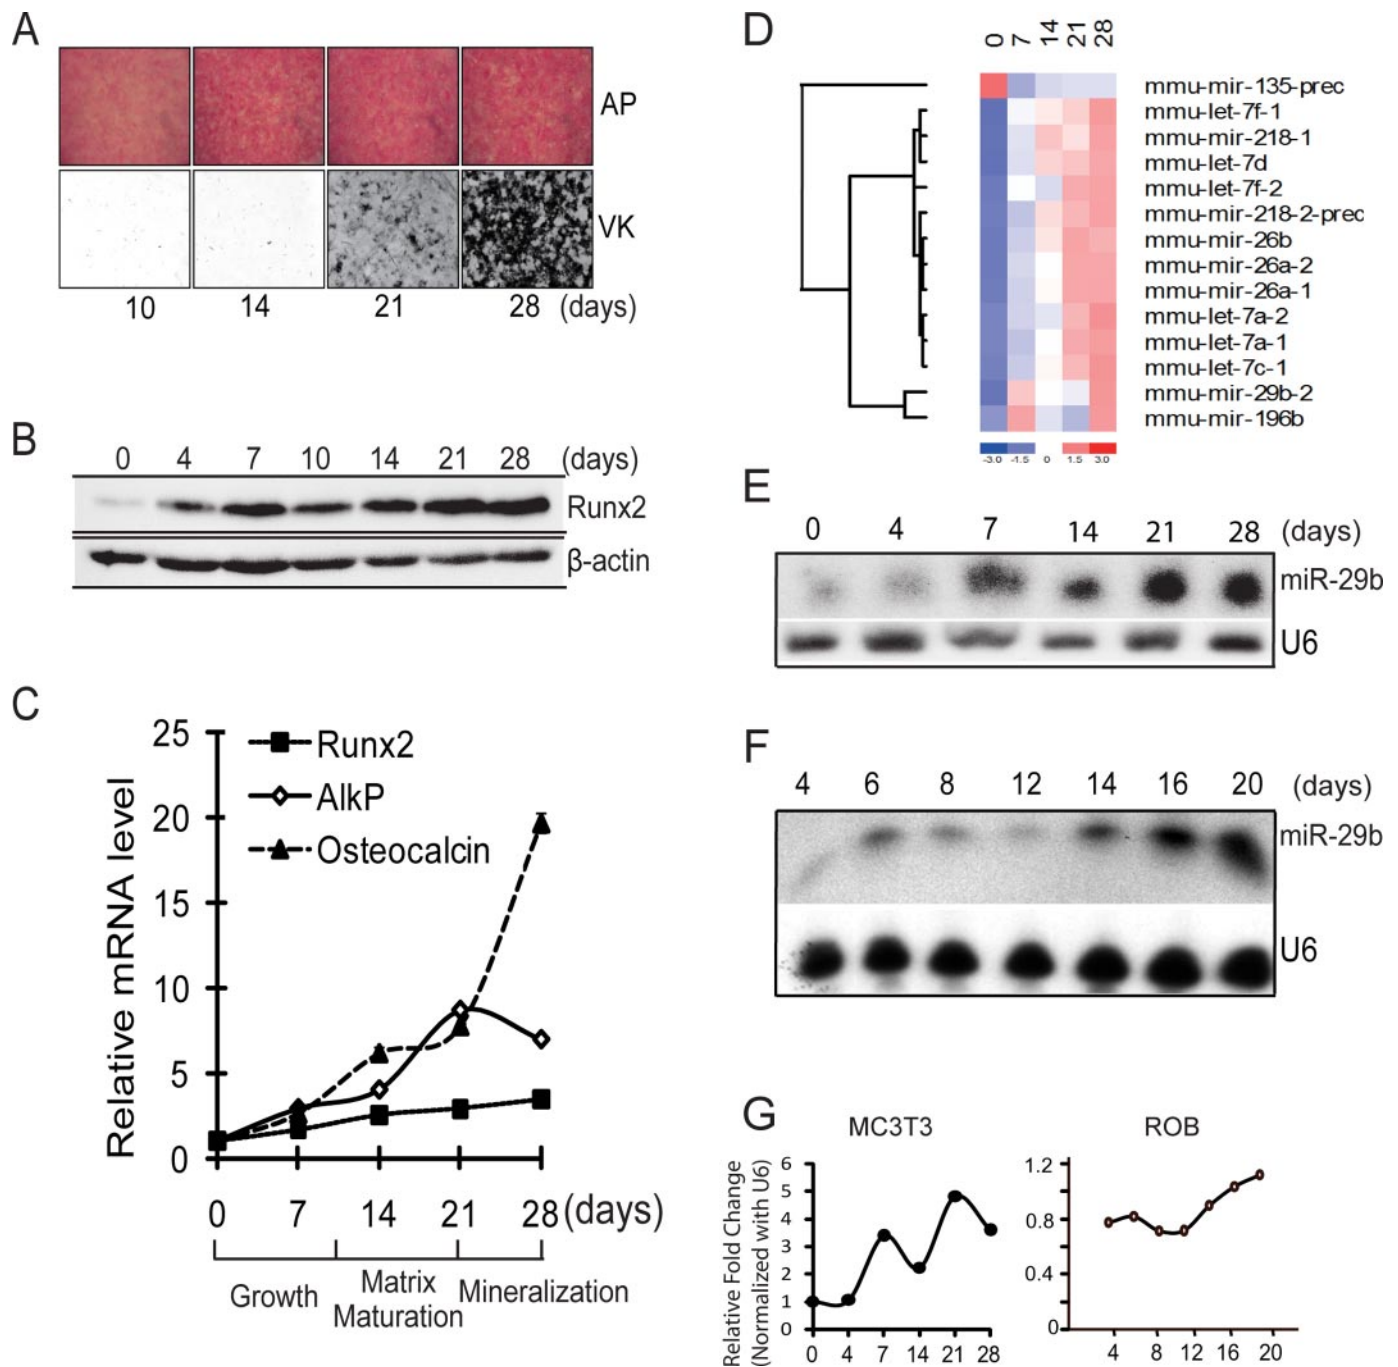 A
AP
VK
10 14 21 28 (days)
B
0 4 7 10 14 21 28 (days)
Runx2
β-actin
C
Relative mRNA level
25
20
15
10
5
0
Runx2
AlkP
Osteocalcin
0 7 14 21 28 (days)
Growth
Matrix
Maturation
Mineralization
D
0 7 14 21 28
mmu-mir-135-prec
mmu-let-7f-1
mmu-mir-218-1
mmu-let-7d
mmu-let-7f-2
mmu-mir-218-2-prec
mmu-mir-26b
mmu-mir-26a-2
mmu-mir-26a-1
mmu-let-7a-2
mmu-let-7a-1
mmu-let-7c-1
mmu-mir-29b-2
mmu-mir-196b
-3.0 -1.5 0 1.5 3.0
E
0 4 7 14 21 28 (days)
miR-29b
U6
F
4 6 8 12 14 16 20 (days)
miR-29b
U6
G
MC3T3
Relative Fold Change
(Normalized with U6)
6
5
4
3
2
1
0
0 4 7 14 21 28
ROB
1.2
0.8
0.4
0
4 8 12 16 20